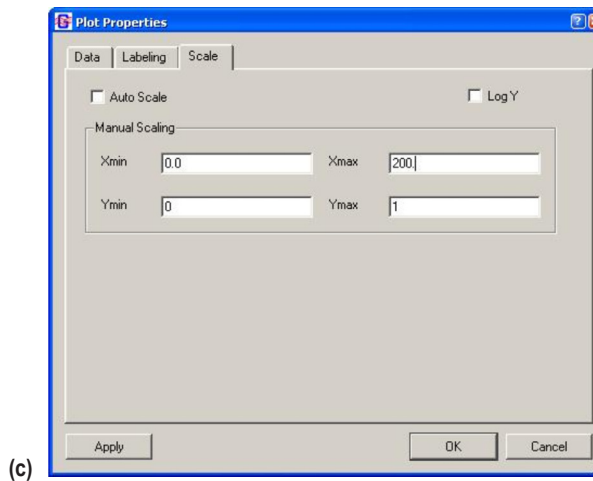 Plot Properties
Data Labeling Scale
Auto Scale Log Y
Manual Scaling
Xmin 0.0 Xmax 200.
Ymin 0 Ymax 1
Apply OK Cancel
(c)